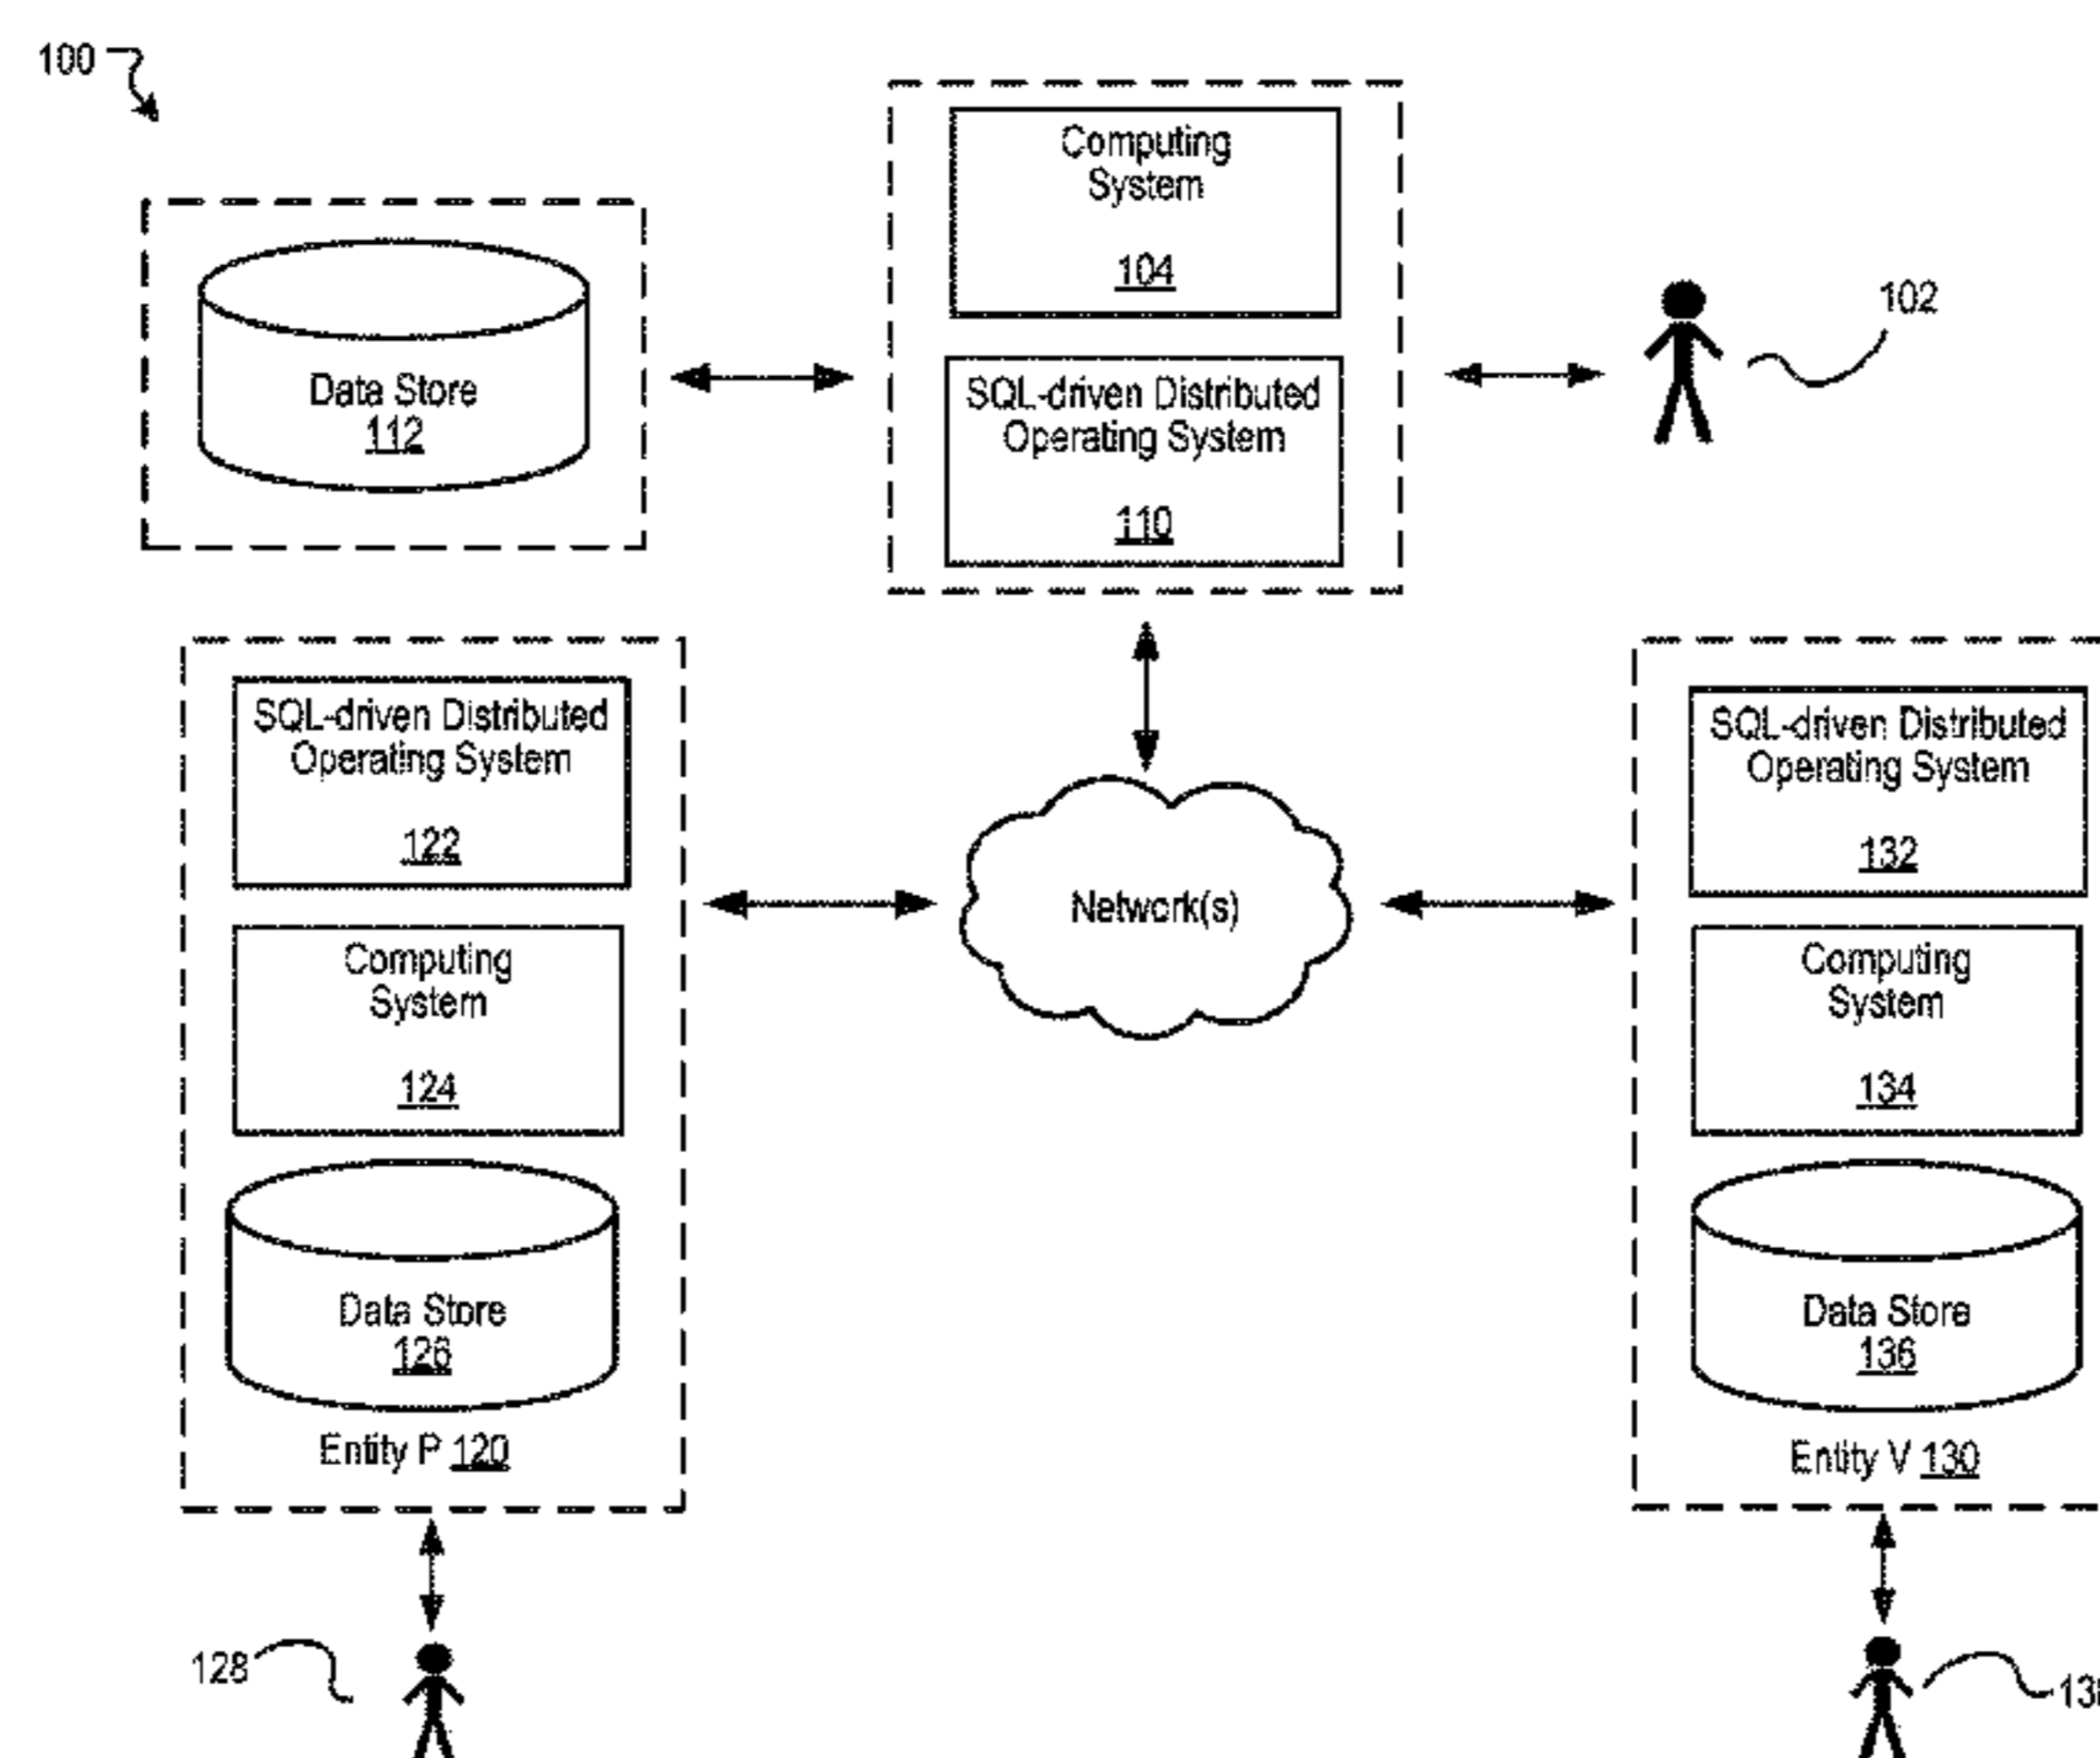 100
Computing
System
104
102
Data Store
112
SQL-driven Distributed
Operating System
110
SQL-driven Distributed
Operating System
122
SQL-driven Distributed
Operating System
132
Network(s)
Computing
System
124
Computing
System
134
Data Store
126
Data Store
136
Entity P 120
Entity V 130
128